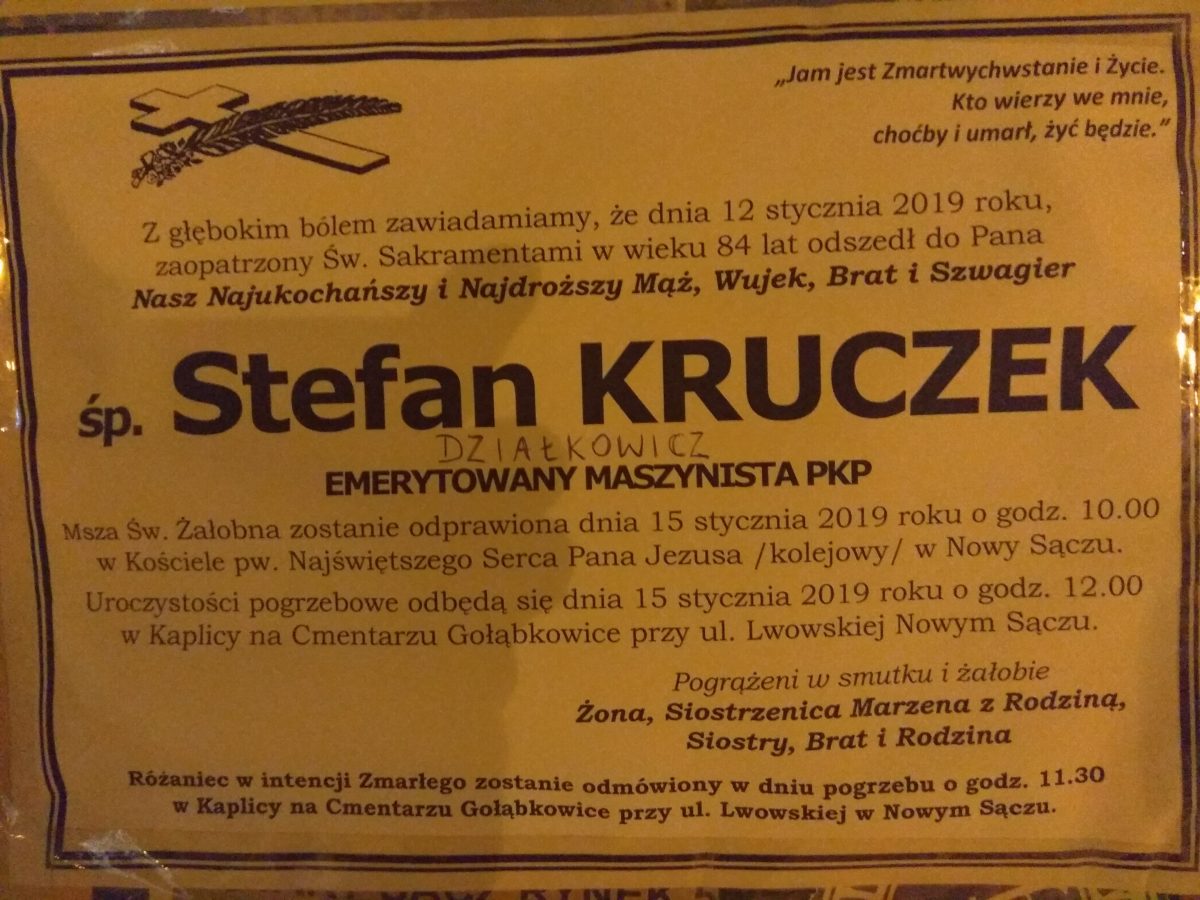 „Jam jest Zmartwychwstanie i Życie.
Kto wierzy we mnie,
choćby i umarł, żyć będzie.”
Z głębokim bólem zawiadamiamy, że dnia 12 stycznia 2019 roku,
zaopatrzony Św. Sakramentami w wieku 84 lat odszedł do Pana
Nasz Najukochańszy i Najdroższy Mąż, Wujek, Brat i Szwagier
śp. Stefan KRUCZEK
DZIAŁKOWICZ
EMERYTOWANY MASZYNISTA PKP
Msza Św. Żałobna zostanie odprawiona dnia 15 stycznia 2019 roku o godz. 10.00
w Kościele pw. Najświętszego Serca Pana Jezusa /kolejowy/ w Nowy Sączu.
Uroczystości pogrzebowe odbędą się dnia 15 stycznia 2019 roku o godz. 12.00
w Kaplicy na Cmentarzu Gołąbkowice przy ul. Lwowskiej Nowym Sączu.
Pogrążeni w smutku i żałobie
Żona, Siostrzenica Marzena z Rodziną,
Siostry, Brat i Rodzina
Różaniec w intencji Zmarłego zostanie odmówiony w dniu pogrzebu o godz. 11.30
w Kaplicy na Cmentarzu Gołąbkowice przy ul. Lwowskiej w Nowym Sączu.
RYNEK